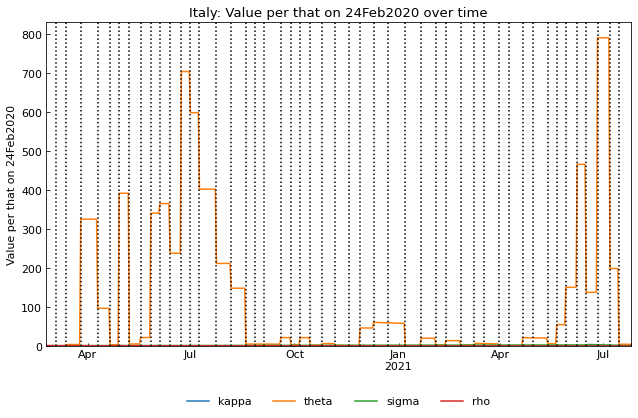 Italy: Value per that on 24Feb2020 over time
Value per that on 24Feb2020
800
700
600
500
400
300
200
100
0
Apr Jul Oct Jan Apr Jul
2021
kappa theta sigma rho